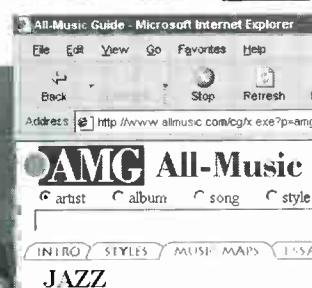 All-Music Guide - Microsoft Internet Explorer
File Edit View Go Favorites Help
Back Stop Refresh
Address http //www allmusic com/cg/x exe?p=amg
AMG All-Music
artist album song style
INTRO STYLES MUSIC MAPS ESSA
JAZZ